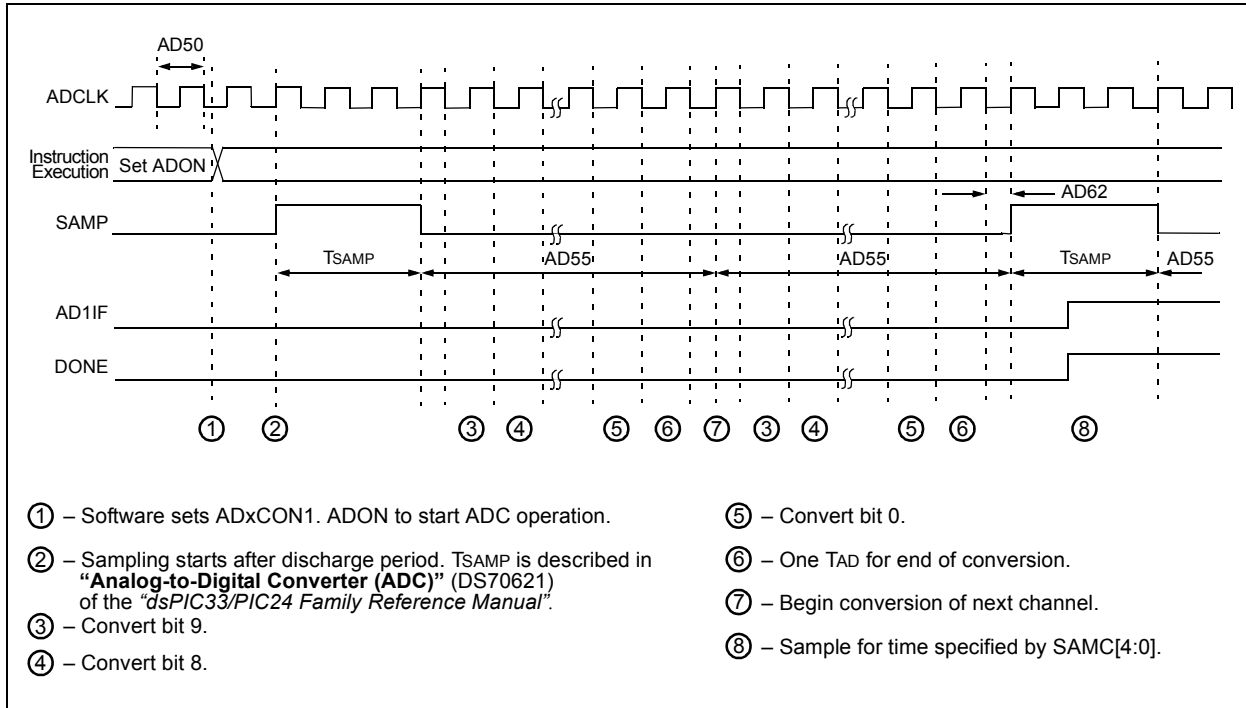 AD50
ADCLK
Instruction
Execution
Set ADON
AD62
SAMP
TSAMP
AD55
AD55
TSAMP
AD55
AD1IF
DONE
1 2 3 4 5 6 7 3 4 5 6 8
1 – Software sets ADxCON1. ADON to start ADC operation.
2 – Sampling starts after discharge period. TSAMP is described in
“Analog-to-Digital Converter (ADC)” (DS70621)
of the “dsPIC33/PIC24 Family Reference Manual”.
3 – Convert bit 9.
4 – Convert bit 8.
5 – Convert bit 0.
6 – One TAD for end of conversion.
7 – Begin conversion of next channel.
8 – Sample for time specified by SAMC[4:0].